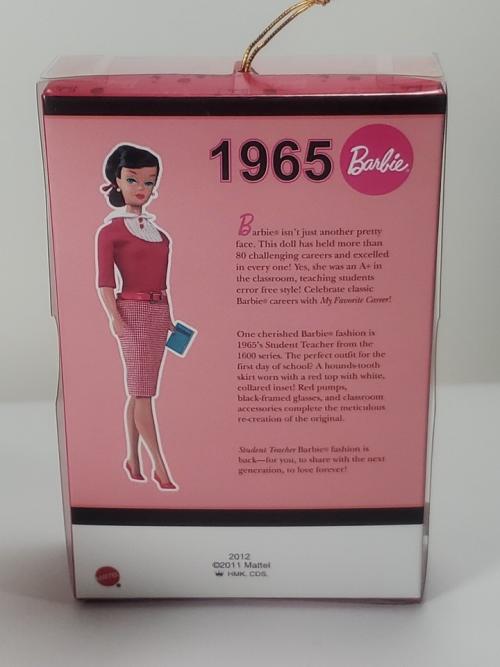 1965 Barbie®
Barbie® isn't just another pretty
face. This doll has held more than
80 challenging careers and excelled
in every one! Yes, she was an A+ in
the classroom, teaching students
error free style! Celebrate classic
Barbie® careers with My Favorite Career!
One cherished Barbie® fashion is
1965's Student Teacher from the
1600 series. The perfect outfit for the
first day of school? A hounds-tooth
skirt worn with a red top with white,
collared inset! Red pumps,
black-framed glasses, and classroom
accessories complete the meticulous
re-creation of the original.
Student Teacher Barbie® fashion is
back—for you, to share with the next
generation, to love forever!
2012
©2011 Mattel
HMK. CDS.
MATTEL®